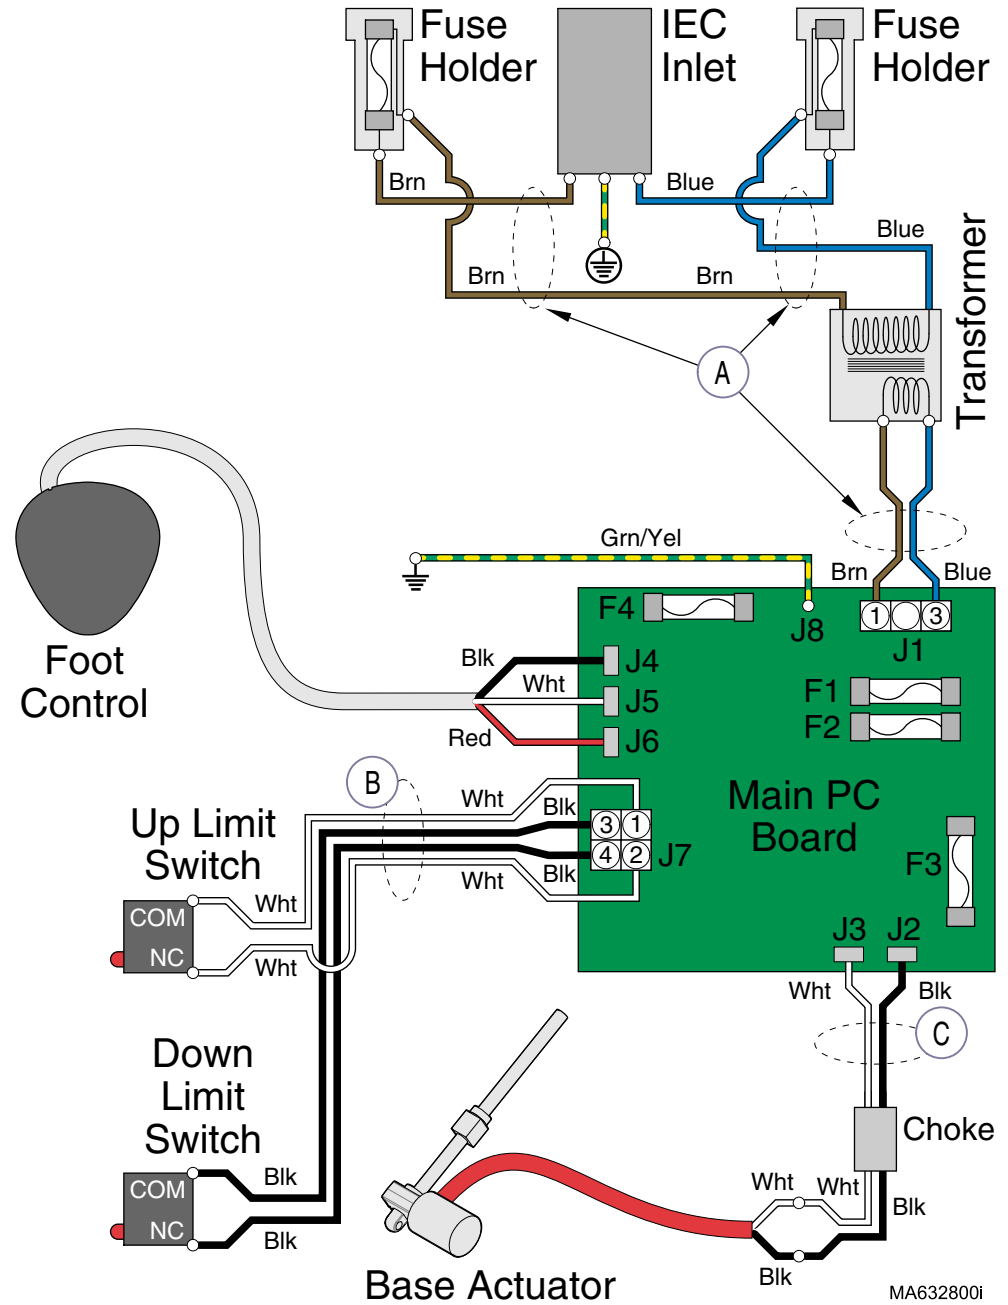 Fuse
Holder
IEC
Inlet
Fuse
Holder
Brn
Blue
Blue
Brn
Brn
Transformer
A
Grn/Yel
Brn
Blue
F4
J8
1
3
J1
Foot
Control
Blk
J4
Wht
J5
Red
J6
F1
F2
B
Wht
Blk
3
1
4
2
J7
Blk
Wht
Main PC
Board
F3
Up Limit
Switch
COM
NC
Wht
Wht
J3
J2
Wht
Blk
C
Down
Limit
Switch
COM
NC
Blk
Blk
Choke
Wht
Wht
Blk
Blk
Base Actuator
MA632800i